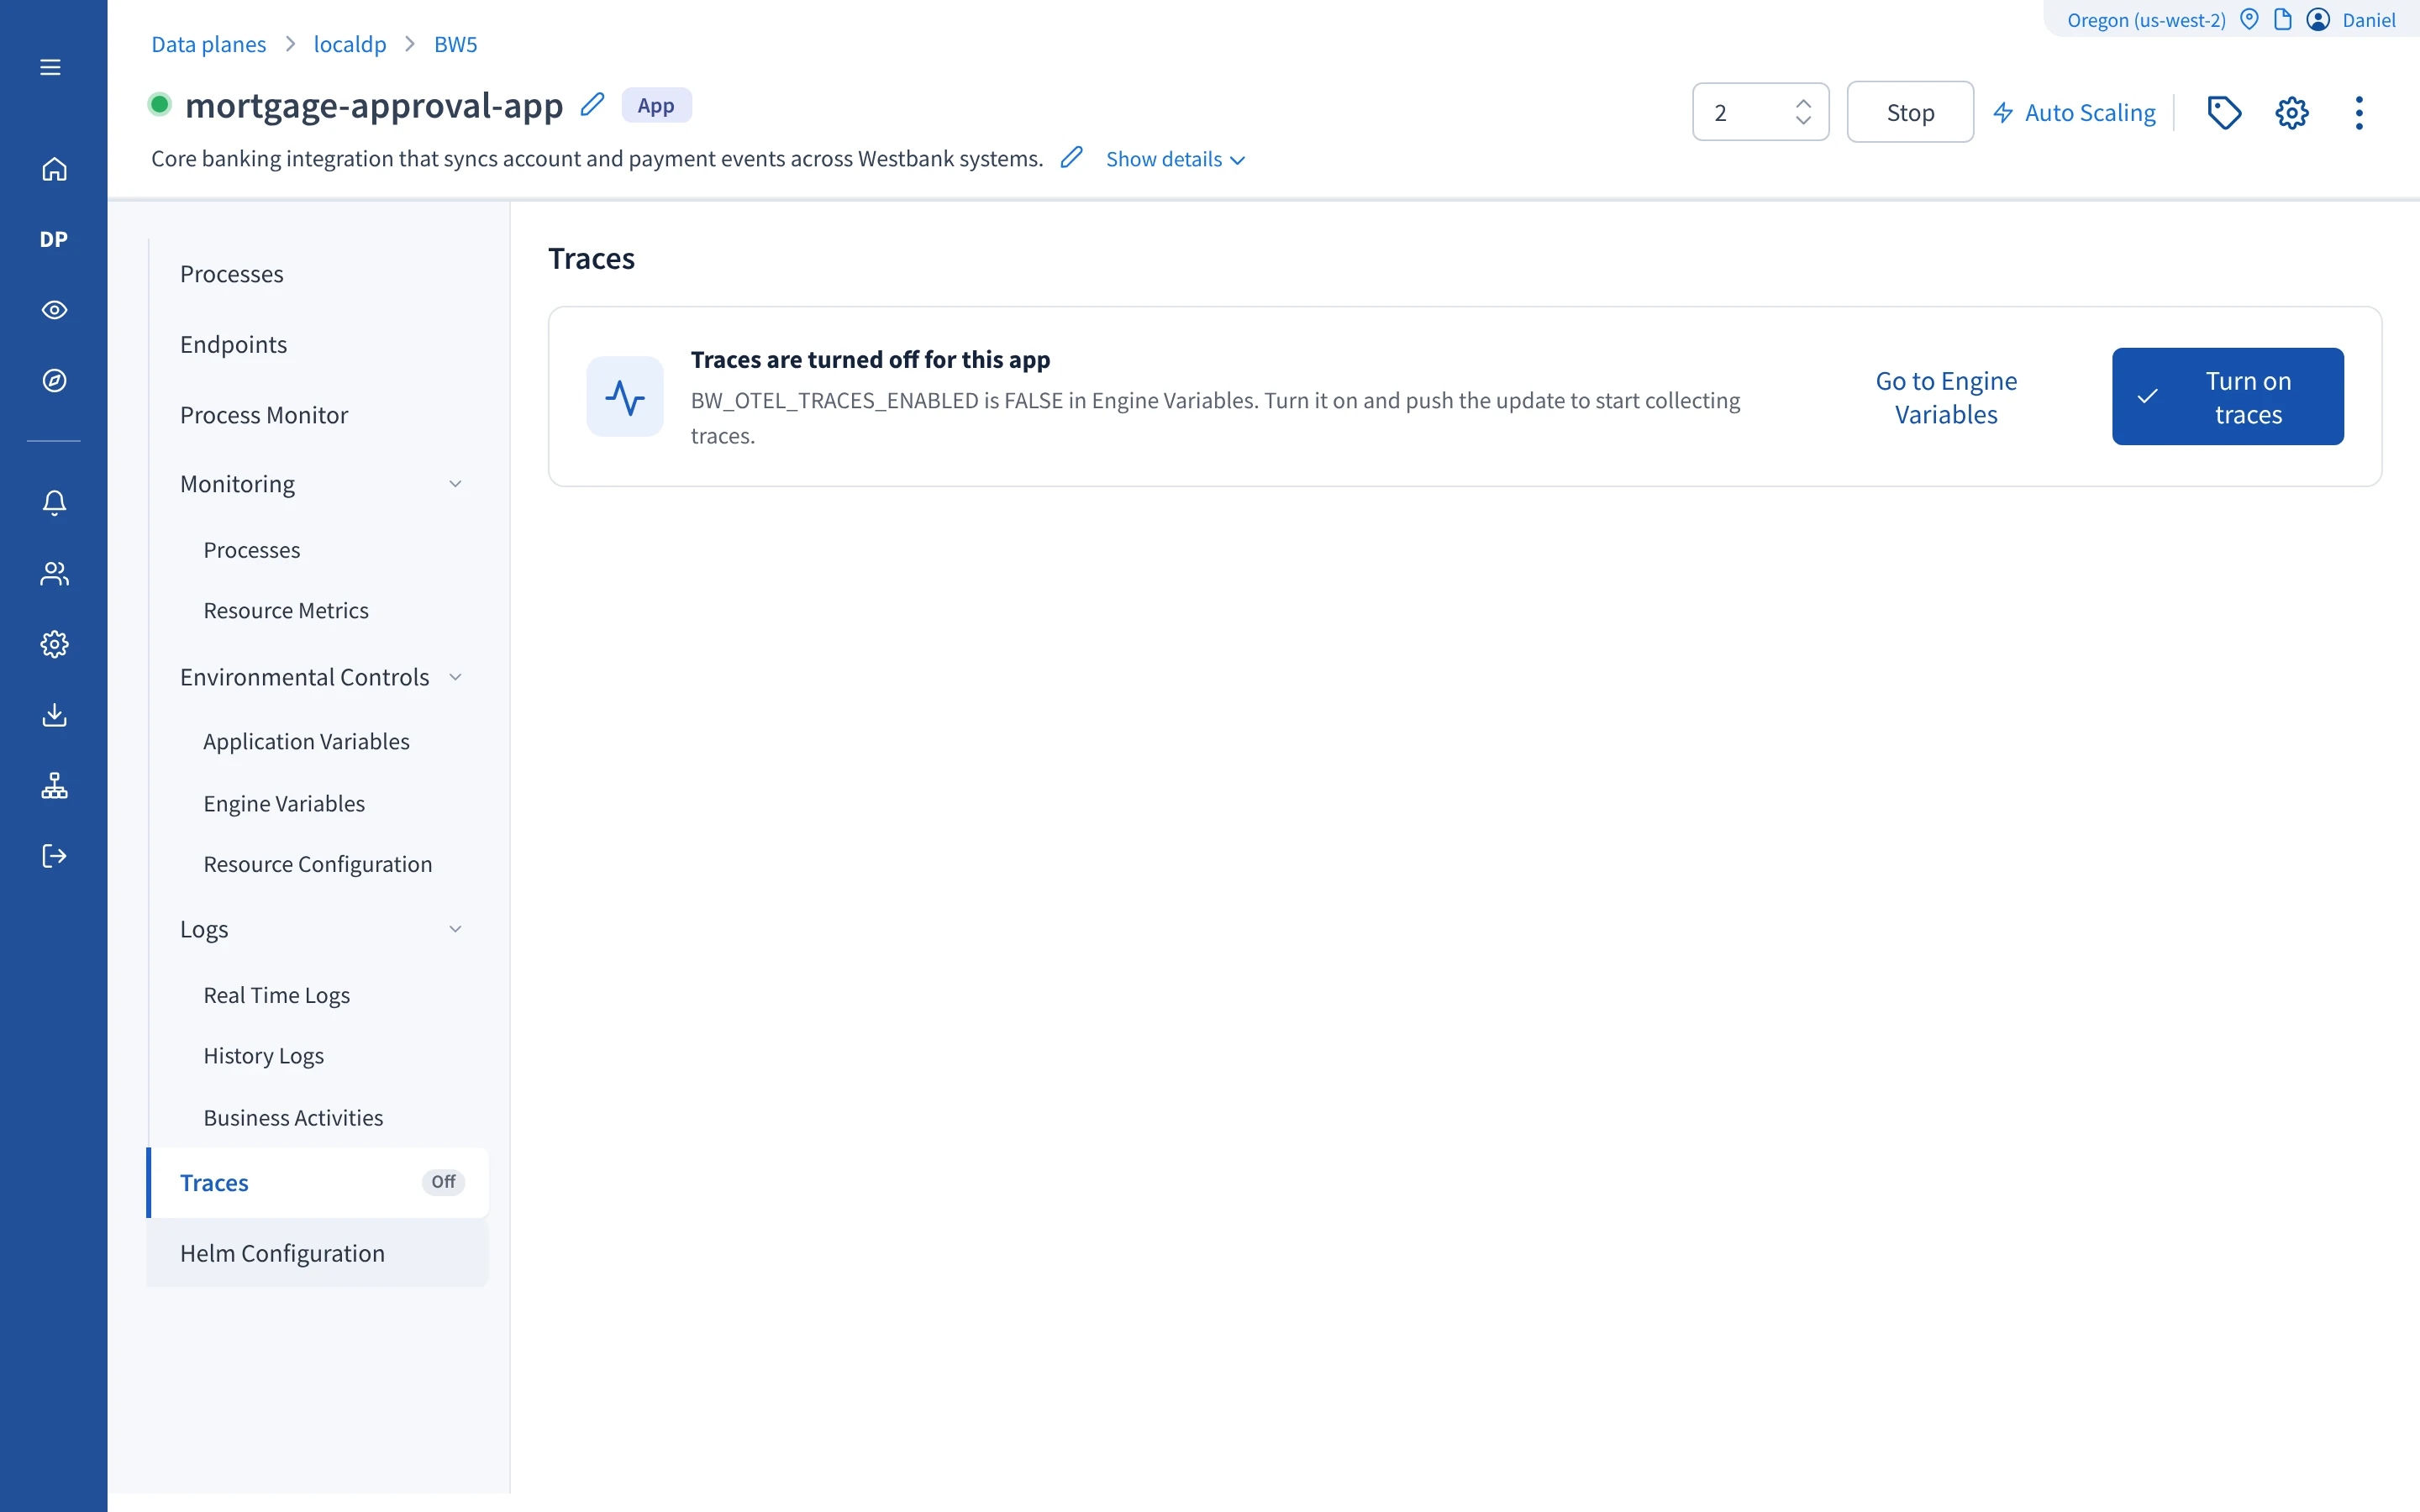 Oregon (us-west-2) Daniel
Data planes > localdp > BW5
mortgage-approval-app App
2 Stop Auto Scaling
Core banking integration that syncs account and payment events across Westbank systems. Show details
DP
Processes
Endpoints
Process Monitor
Monitoring
Processes
Resource Metrics
Environmental Controls
Application Variables
Engine Variables
Resource Configuration
Logs
Real Time Logs
History Logs
Business Activities
Traces Off
Helm Configuration
Traces
Traces are turned off for this app
BW_OTEL_TRACES_ENABLED is FALSE in Engine Variables. Turn it on and push the update to start collecting
traces.
Go to Engine
Variables
Turn on
traces